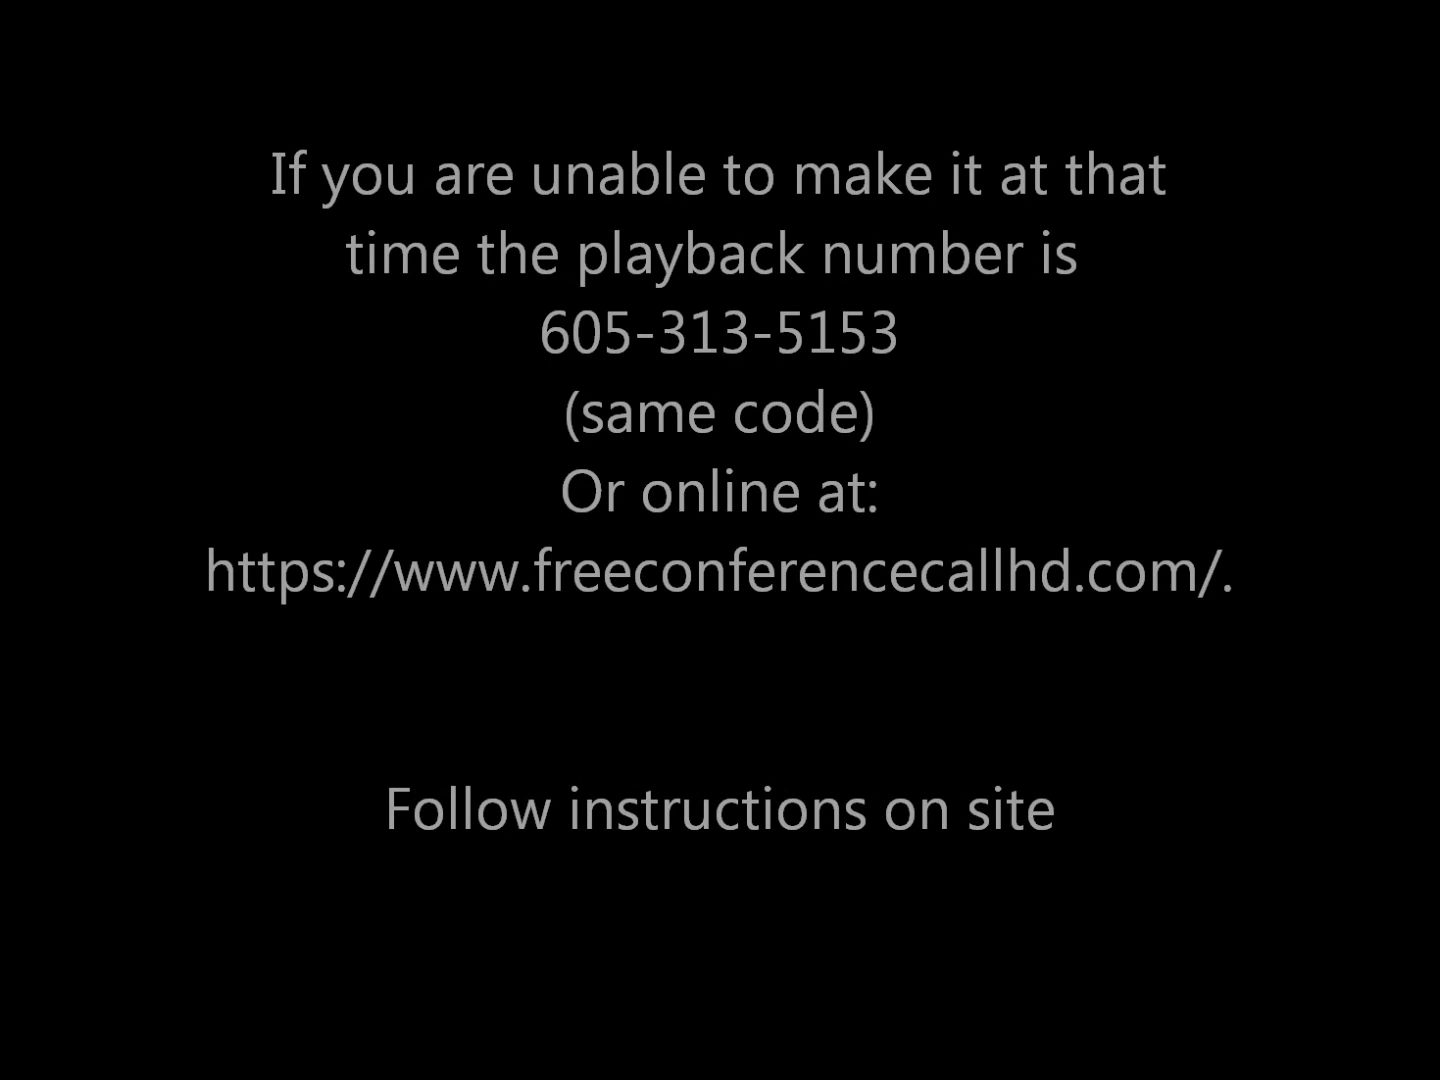 If you are unable to make it at that
time the playback number is
605-313-5153
(same code)
Or online at:
https://www.freeconferencecallhd.com/.
Follow instructions on site